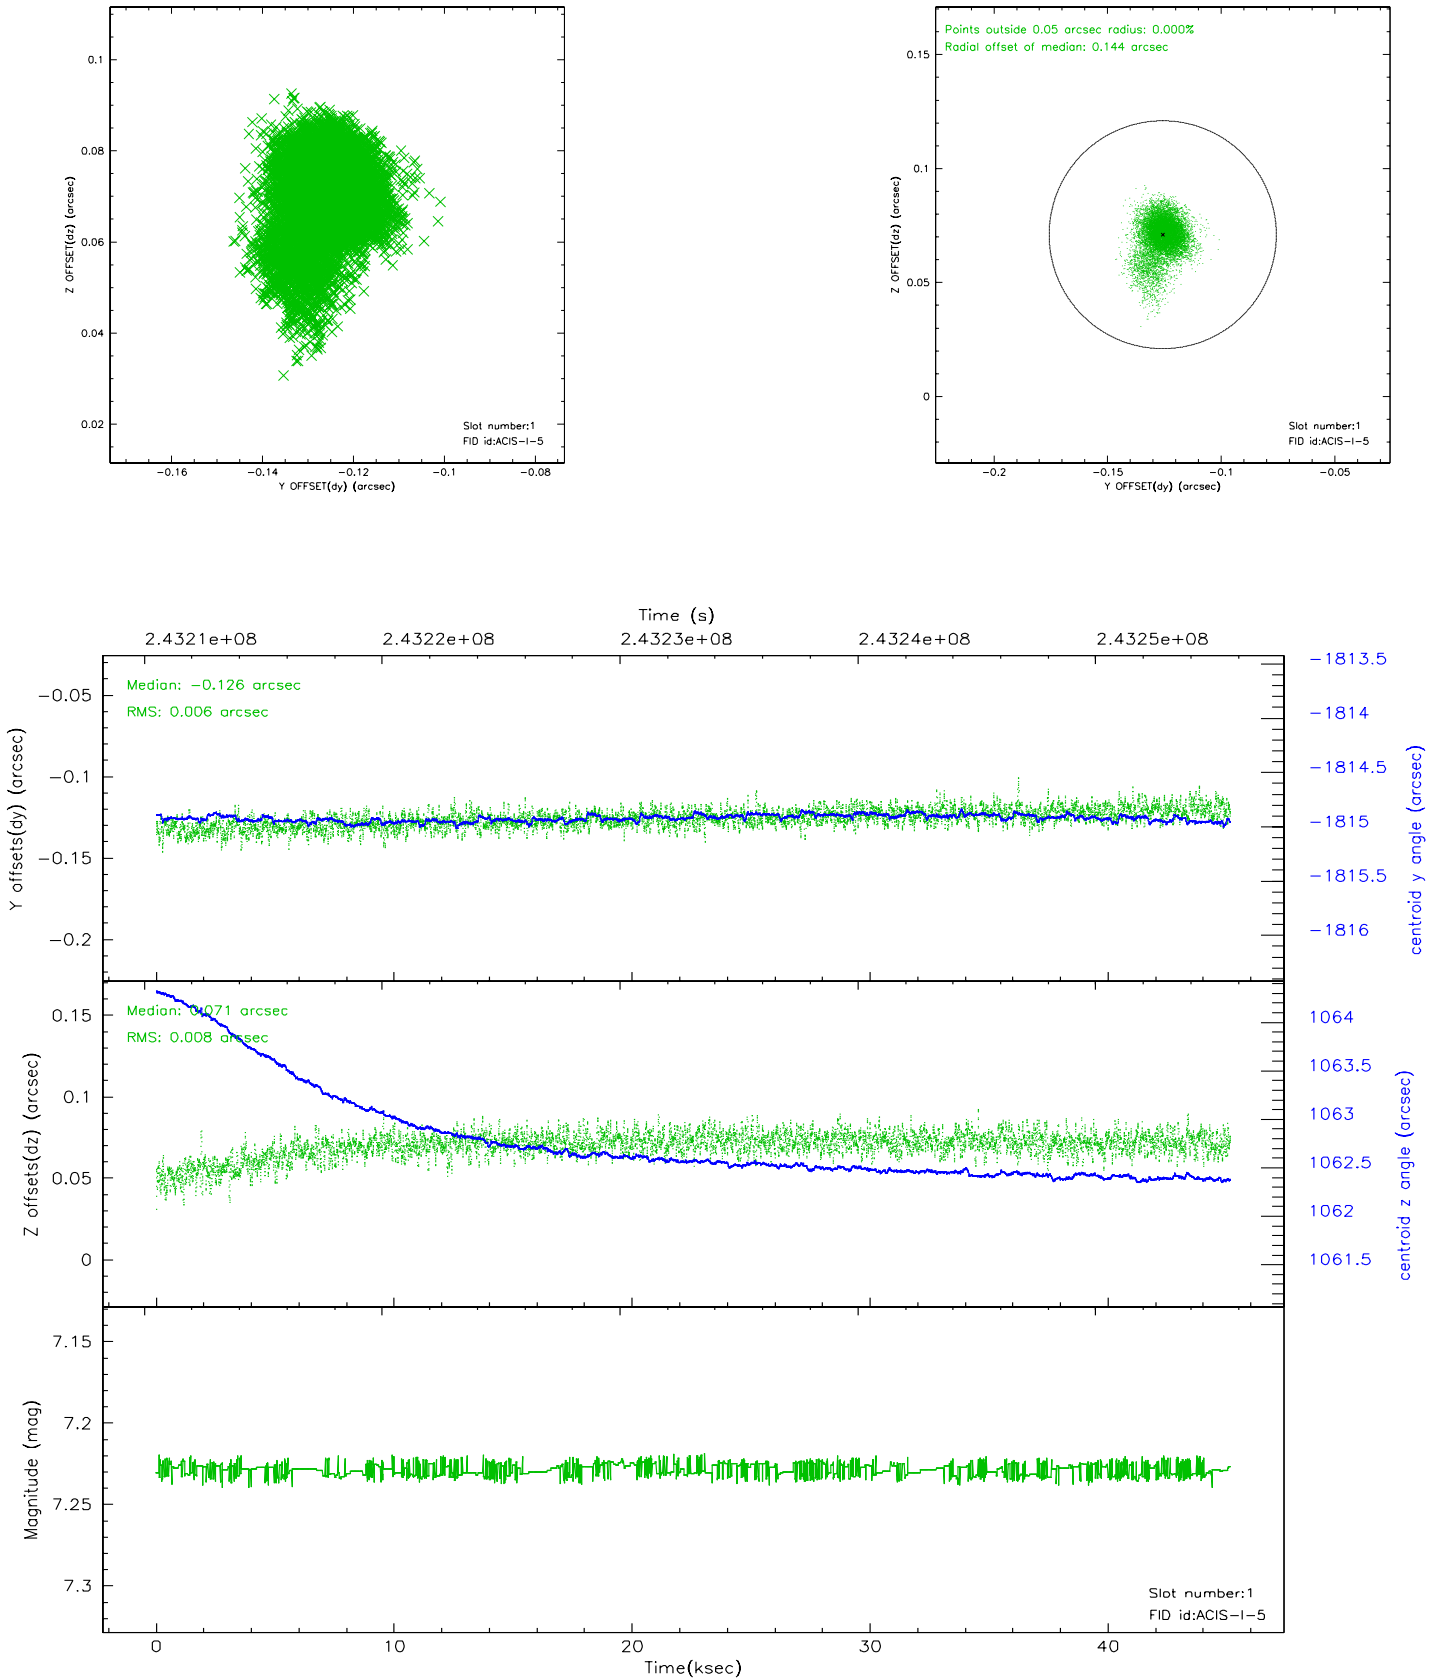 0.1
0.08
0.06
0.04
0.02
Z OFFSET(dz) (arcsec)
Slot number:1
FID id:ACIS-I-5
-0.16
-0.14
-0.12
-0.1
-0.08
Y OFFSET(dy) (arcsec)
Points outside 0.05 arcsec radius: 0.000%
Radial offset of median: 0.144 arcsec
0.15
0.1
0.05
0
Z OFFSET(dz) (arcsec)
Slot number:1
FID id:ACIS-I-5
-0.2
-0.15
-0.1
-0.05
Y OFFSET(dy) (arcsec)
Time (s)
2.4321e+08
2.4322e+08
2.4323e+08
2.4324e+08
2.4325e+08
Median: -0.126 arcsec
RMS: 0.006 arcsec
-0.05
-0.1
-0.15
-0.2
Y offsets(dy) (arcsec)
-1813.5
-1814
-1814.5
-1815
-1815.5
-1816
centroid y angle (arcsec)
Median: 0.071 arcsec
RMS: 0.008 arcsec
0.15
0.1
0.05
0
Z offsets(dz) (arcsec)
1064
1063.5
1063
1062.5
1062
1061.5
centroid z angle (arcsec)
7.15
7.2
7.25
7.3
Magnitude (mag)
Slot number:1
FID id:ACIS-I-5
0
10
20
30
40
Time(ksec)